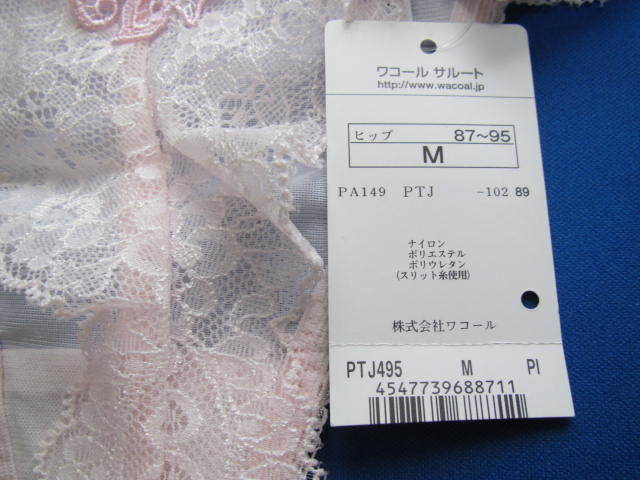 ワコール サルート
http://www.wacoal.jp
ヒップ 87～95
M
PA149 PTJ -102 89
ナイロン
ポリエステル
ポリウレタン
(スリット糸使用)
株式会社ワコール
PTJ495 M PI
4547739688711